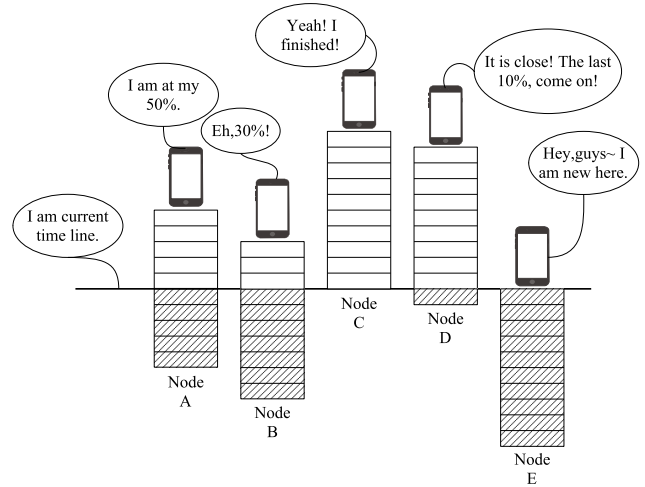 Yeah! I
finished!
It is close! The last
10%, come on!
I am at my
50%.
Eh,30%!
Hey,guys~ I
am new here.
I am current
time line.
Node
A
Node
B
Node
C
Node
D
Node
E